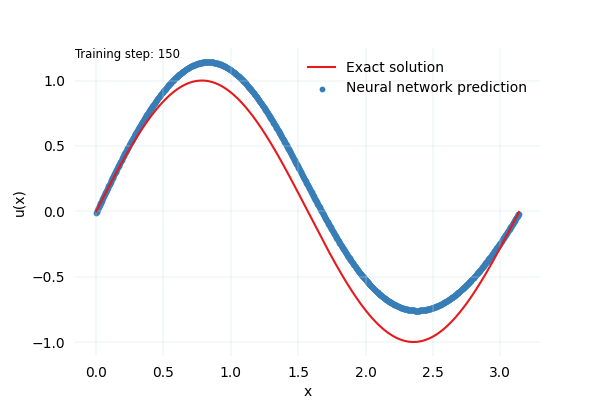 Training step: 150
Exact solution
Neural network prediction
1.0
0.5
0.0
−0.5
−1.0
u(x)
0.0 0.5 1.0 1.5 2.0 2.5 3.0
x